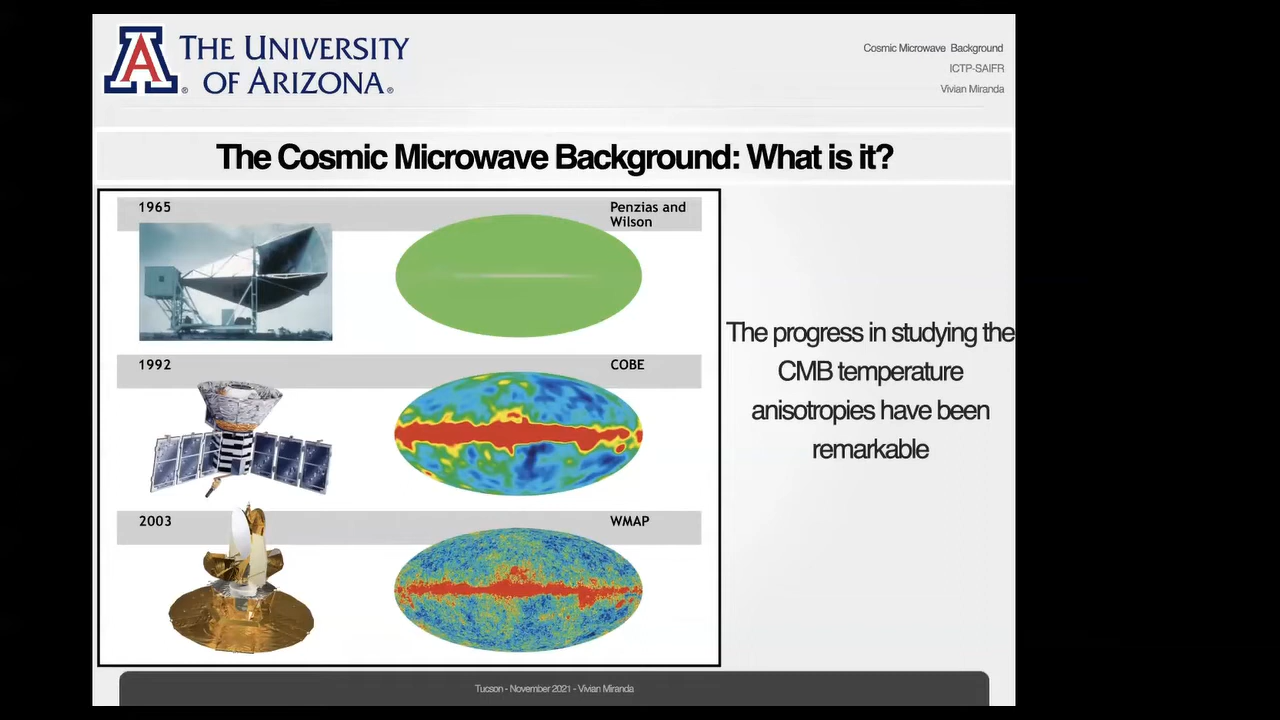 THE UNIVERSITY
OF ARIZONA
Cosmic Microwave Background
ICTP-SAIFR
Vivian Miranda
The Cosmic Microwave Background: What is it?
1965
Penzias and
Wilson
1992
COBE
2003
WMAP
The progress in studying the
CMB temperature
anisotropies have been
remarkable
Tucson - November 2021 - Vivian Miranda